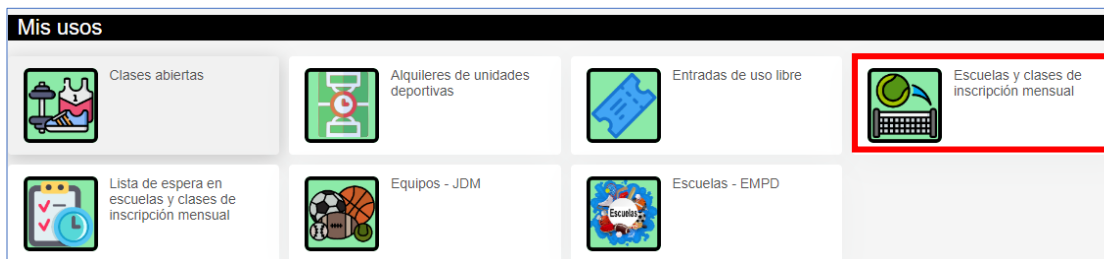 Mis usos
Clases abiertas
Alquileres de unidades
deportivas
Entradas de uso libre
Escuelas y clases de
inscripción mensual
Lista de espera en
escuelas y clases de
inscripción mensual
Equipos - JDM
Escuelas - EMPD
1
Escuelas